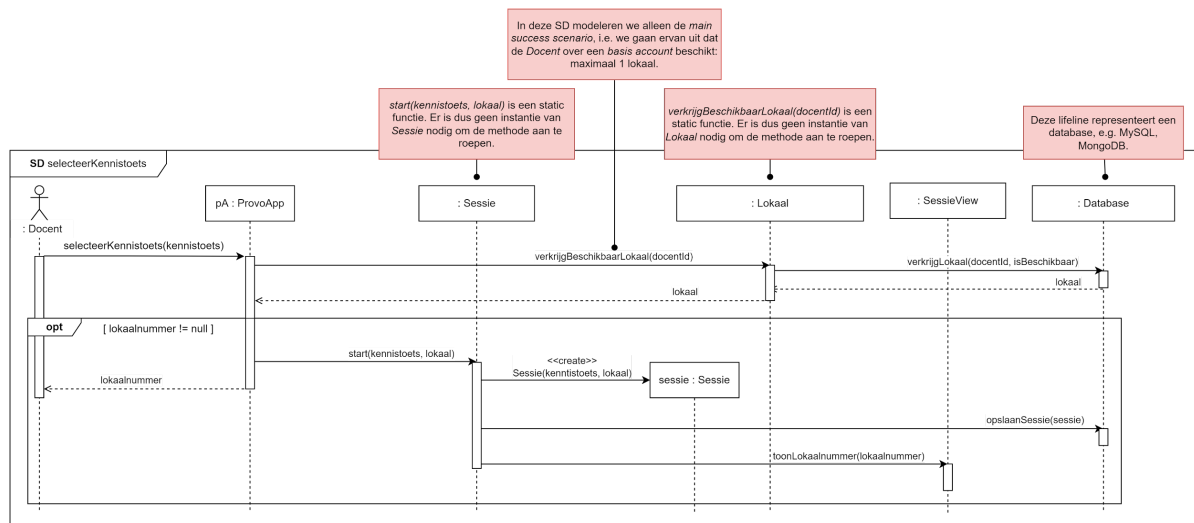 In deze SD modeleren we alleen de main
success scenario, i.e. we gaan ervan uit dat
de Docent over een basis account beschikt:
maximaal 1 lokaal.
start(kennistoets, lokaal) is een static
functie. Er is dus geen instantie van
Sessie nodig om de methode aan te
roepen.
verkrijgBeschikbaarLokaal(docentId) is een
static functie. Er is dus geen instantie van
Lokaal nodig om de methode aan te
roepen.
Deze lifeline representeert een
database, e.g. MySQL,
MongoDB.
SD selecteerKennistoets
: Docent
pA : ProvoApp
: Sessie
: Lokaal
: SessieView
: Database
selecteerKennistoets(kennistoets)
verkrijgBeschikbaarLokaal(docentId)
verkrijgLokaal(docentId, isBeschikbaar)
lokaal
lokaal
opt
[ lokaalnummer != null ]
start(kennistoets, lokaal)
<<create>>
Sessie(kenntistoets, lokaal)
sessie : Sessie
lokaalnummer
opslaanSessie(sessie)
toonLokaalnummer(lokaalnummer)